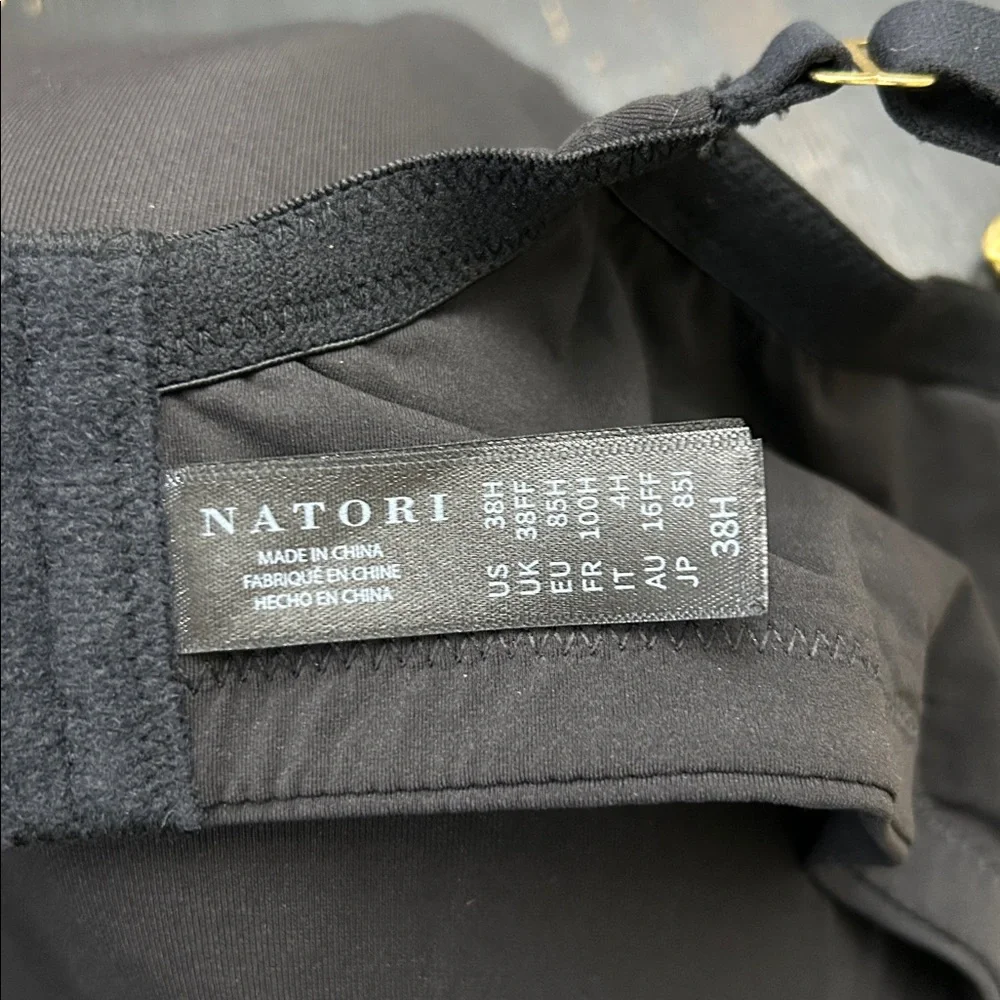 NATORI
MADE IN CHINA
FABRIQUÉ EN CHINE
HECHO EN CHINA
US 38H
UK 38FF
EU 85H
FR 100H
IT 4H
AU 16FF
JP 85I
38H